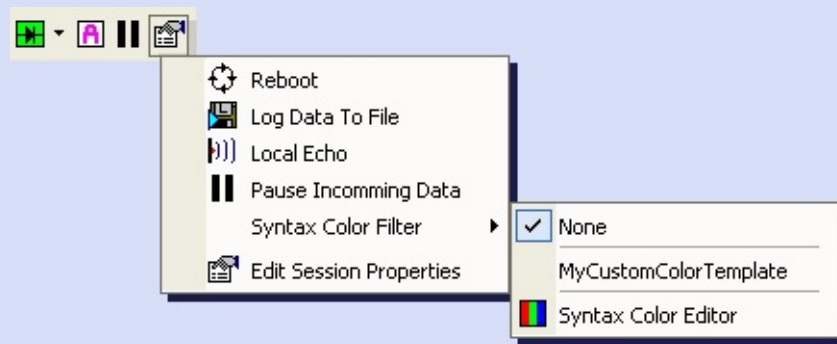 A
Reboot
Log Data To File
Local Echo
Pause Incomming Data
Syntax Color Filter
Edit Session Properties
None
MyCustomColorTemplate
Syntax Color Editor